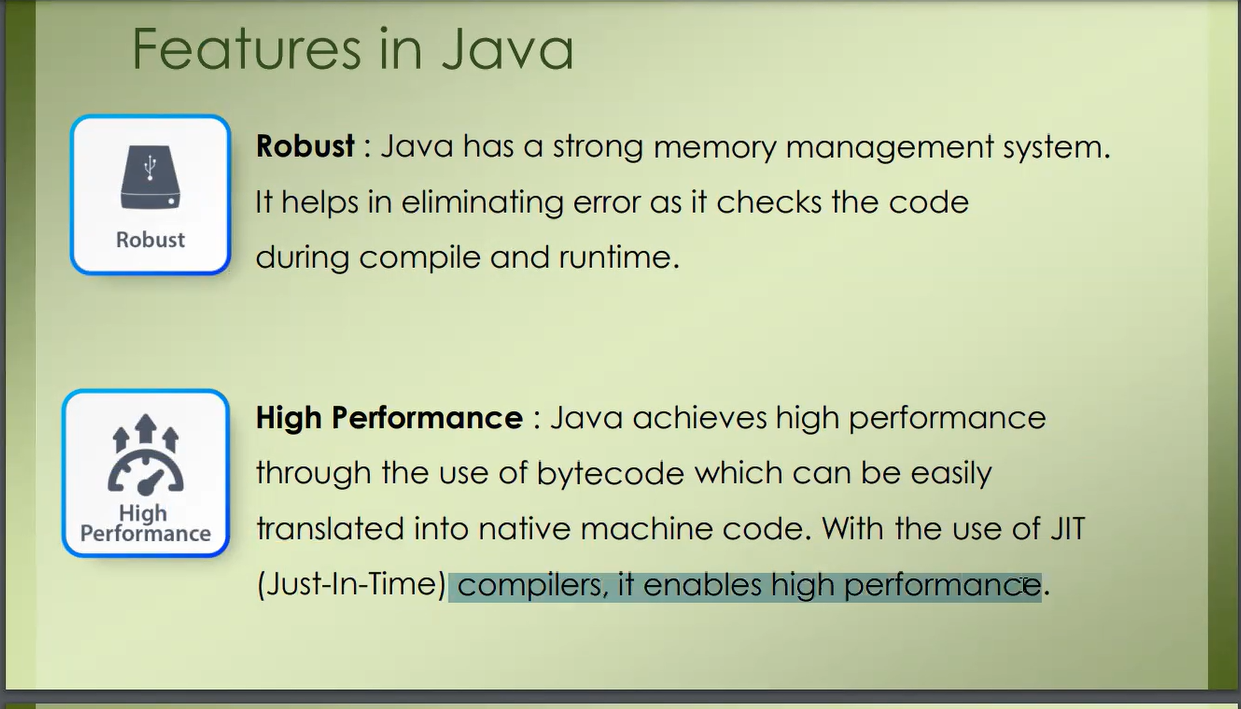 Features in Java
Robust
Robust : Java has a strong memory management system.
It helps in eliminating error as it checks the code
during compile and runtime.
High
Performance
High Performance : Java achieves high performance
through the use of bytecode which can be easily
translated into native machine code. With the use of JIT
(Just-In-Time) compilers, it enables high performance.